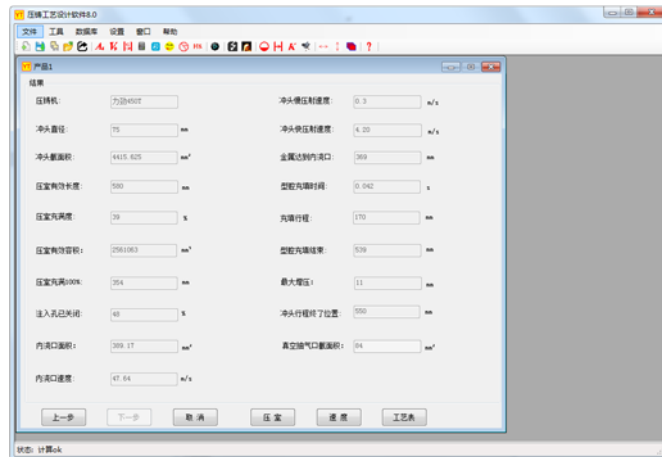 压铸工艺设计软件8.0
文件 工具 数据库 设置 窗口 帮助
产品1
结果
压铸机: 力劲450T 冲头慢压射速度: 0.3 m/s
冲头直径: 75 mm 冲头快压射速度: 4.20 m/s
冲头截面积: 4415.625 mm² 金属达到内浇口: 369 mm
压室有效长度: 580 mm 型腔充填时间: 0.042 s
压室充满度: 39 % 充填行程: 170 mm
压室有效容积: 2561063 mm³ 型腔充填结束: 539 mm
压室充满100%: 354 mm 最大增压: 11 mm
注入孔已关闭: 48 % 冲头行程终了位置: 550 mm
内浇口面积: 389.17 mm² 真空抽气口截面积: 84 mm²
内浇口速度: 47.64 m/s
上一步 下一步 取 消 压 室 速 度 工艺表
状态: 计算ok